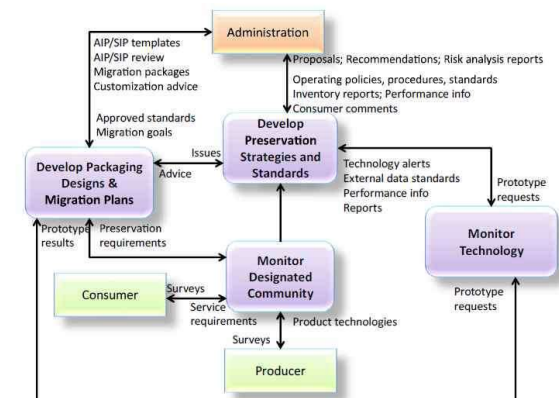 Administration
AIP/SIP templates
AIP/SIP review
Migration packages
Customization advice
Proposals; Recommendations; Risk analysis reports
Operating policies, procedures, standards
Inventory reports; Performance info
Consumer comments
Approved standards
Migration goals
Develop
Preservation
Strategies and
Standards
Issues
Advice
Develop Packaging
Designs &
Migration Plans
Technology alerts
External data standards
Performance info
Reports
Prototype
requests
Monitor
Technology
Prototype
results
Preservation
requirements
Monitor
Designated
Community
Prototype
requests
Consumer
Surveys
Service
requirements
Product technologies
Surveys
Producer